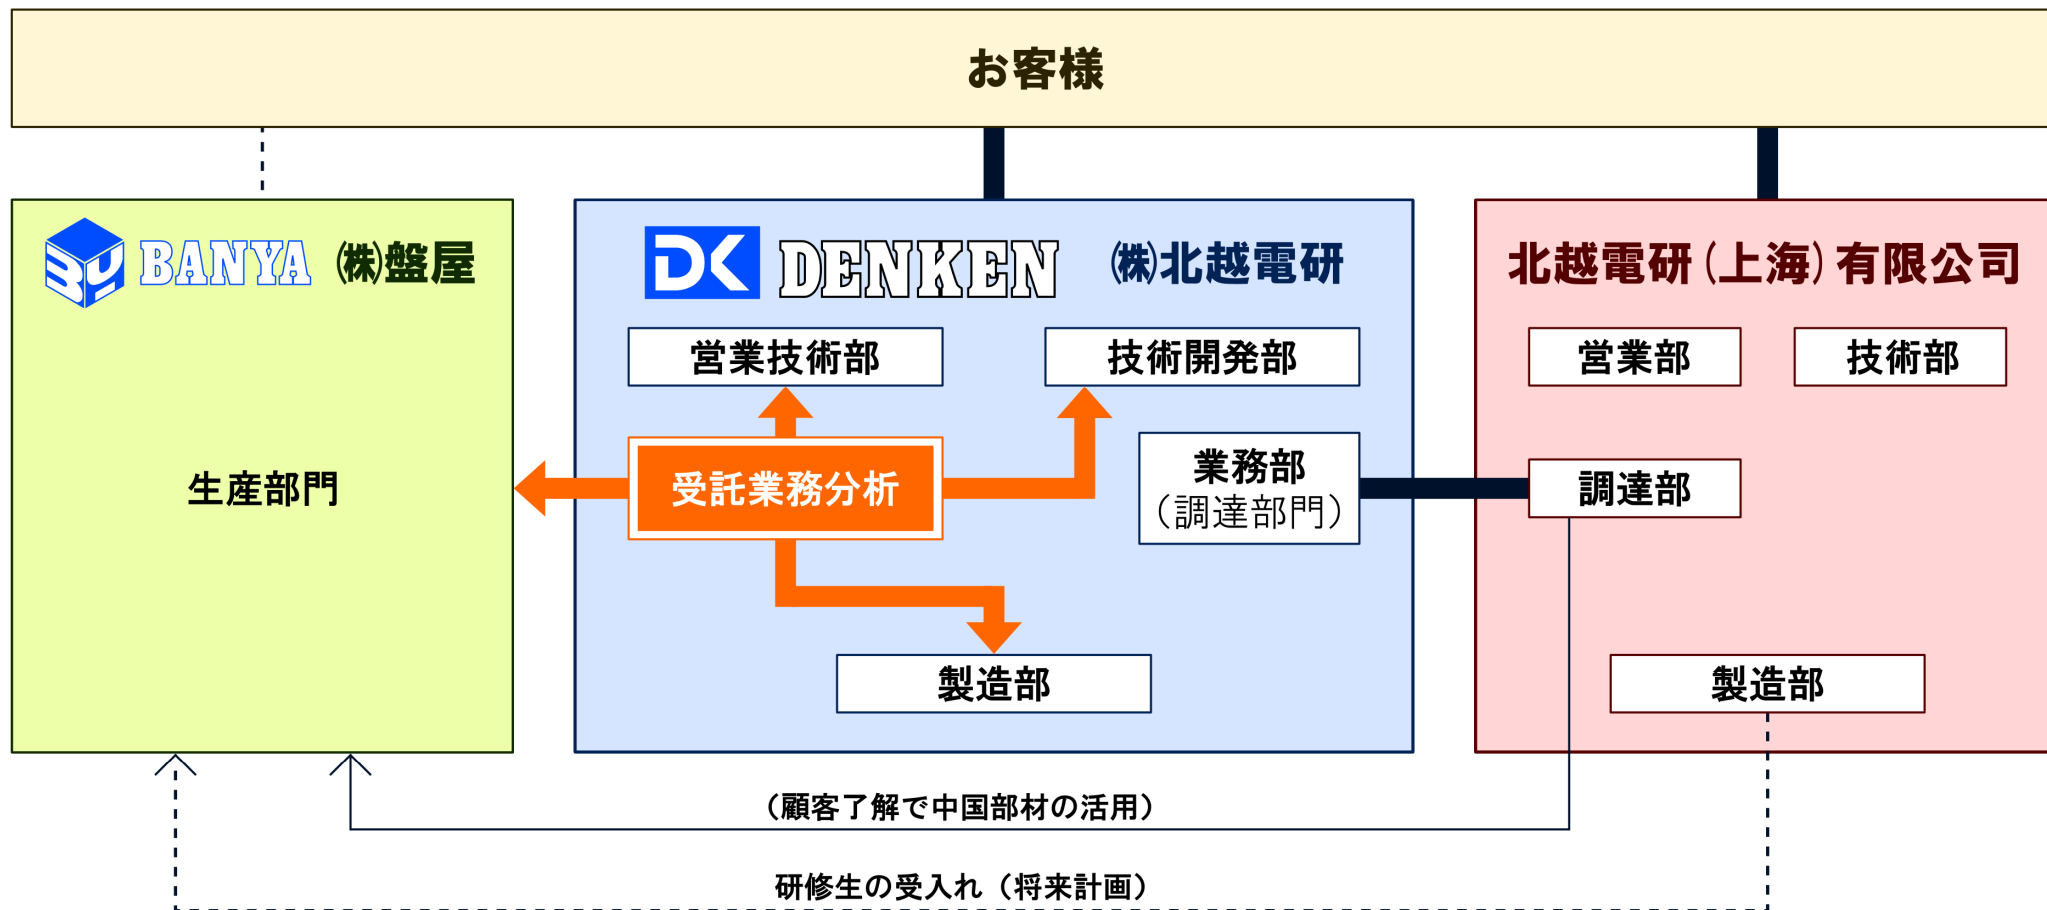 お客様
BANYA ㈱盤屋
生産部門
DK DENKEN ㈱北越電研
営業技術部
技術開発部
受託業務分析
業務部
（調達部門）
製造部
北越電研（上海）有限公司
営業部
技術部
調達部
製造部
（顧客了解で中国部材の活用）
研修生の受入れ（将来計画）